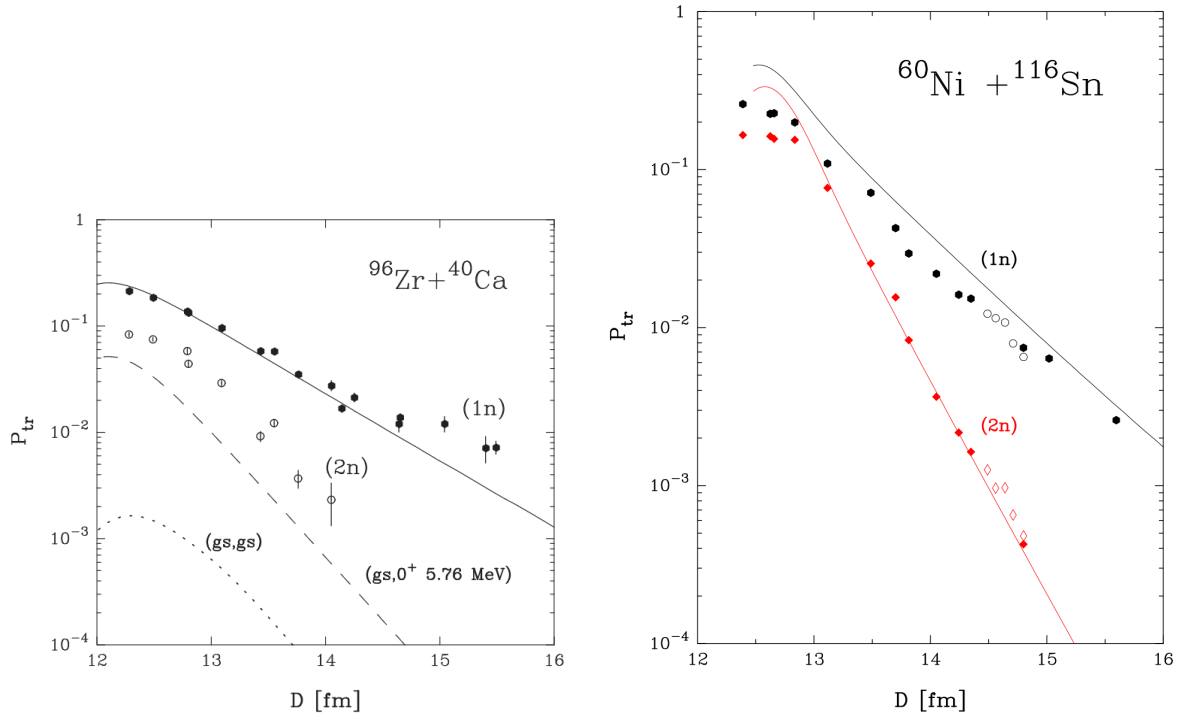 1
10⁻¹
10⁻²
10⁻³
10⁻⁴
P_tr
⁹⁶Zr+⁴⁰Ca
(1n)
(2n)
(gs,gs)
(gs,0⁺ 5.76 MeV)
12 13 14 15 16
D [fm]
1
10⁻¹
10⁻²
10⁻³
10⁻⁴
P_tr
⁶⁰Ni +¹¹⁶Sn
(1n)
(2n)
12 13 14 15 16
D [fm]